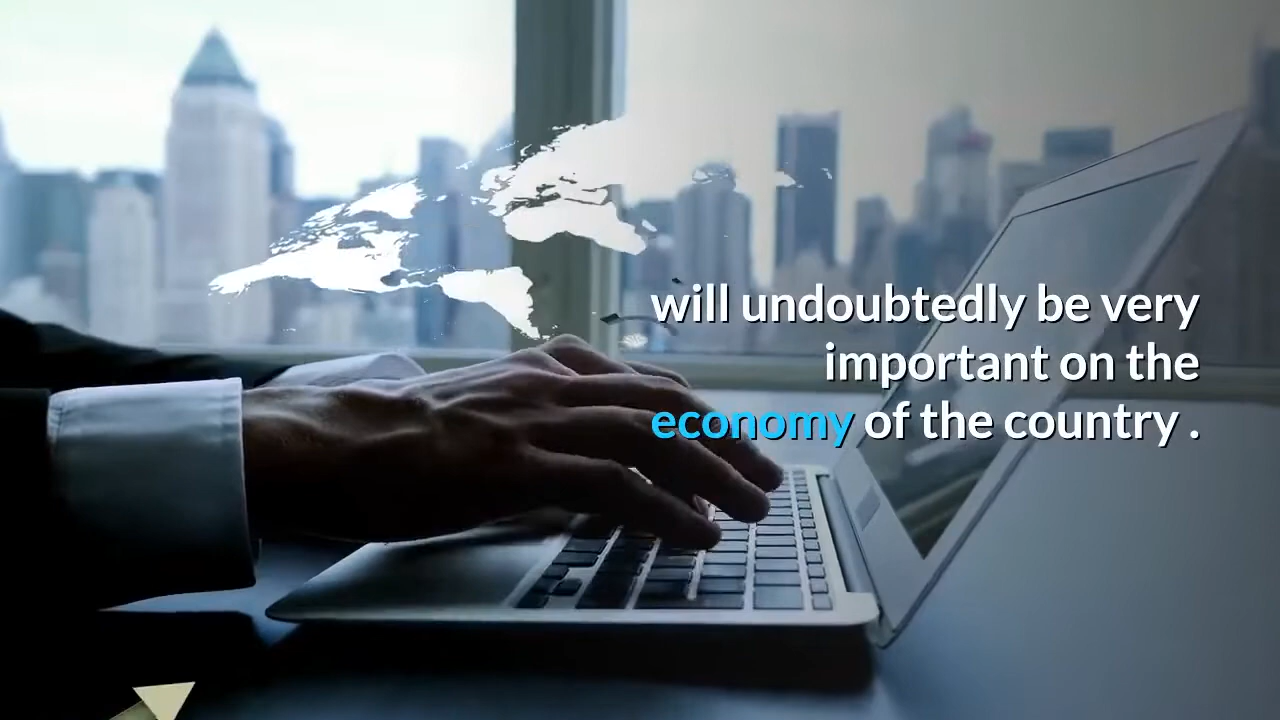 will undoubtedly be very
important on the
economy of the country .